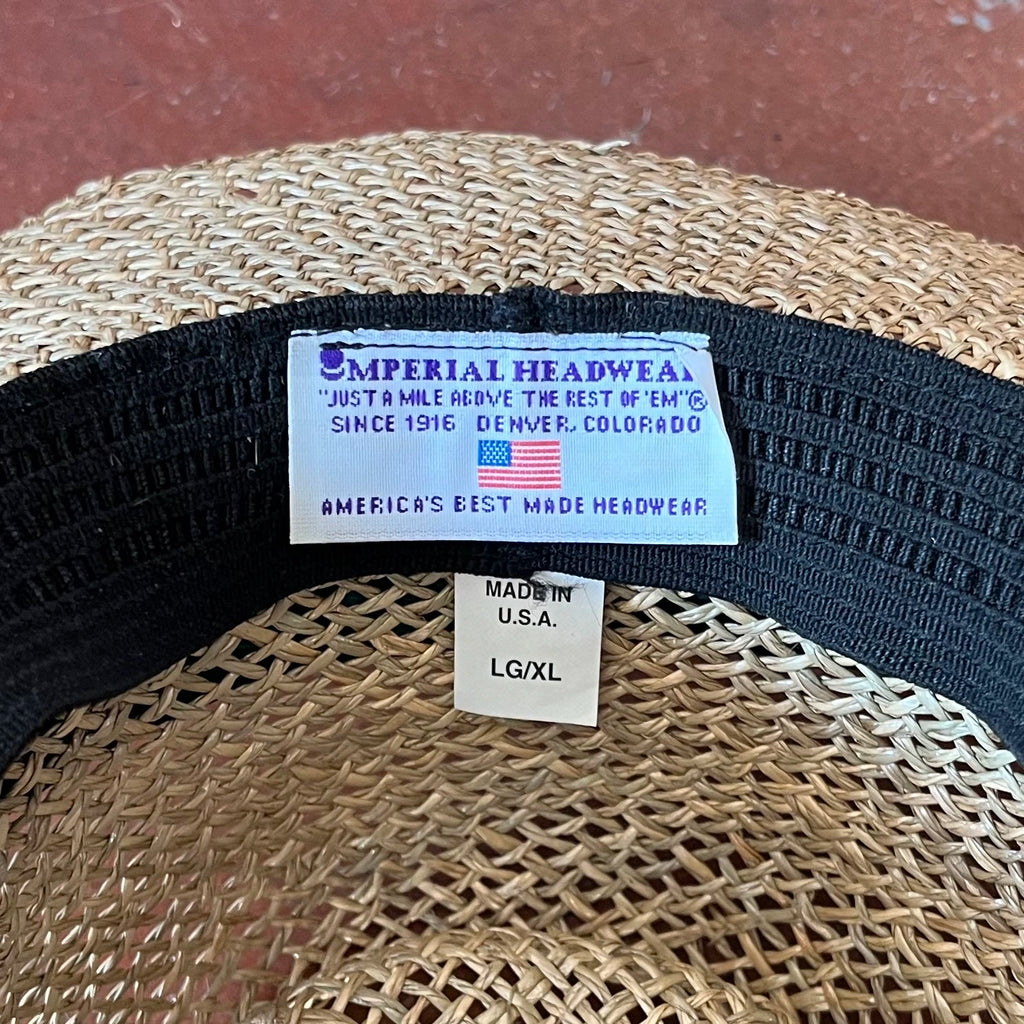 IMPERIAL HEADWEAR
"JUST A MILE ABOVE THE REST OF 'EM"®
SINCE 1916 DENVER, COLORADO
AMERICA'S BEST MADE HEADWEAR
MADE IN
U.S.A.
LG/XL